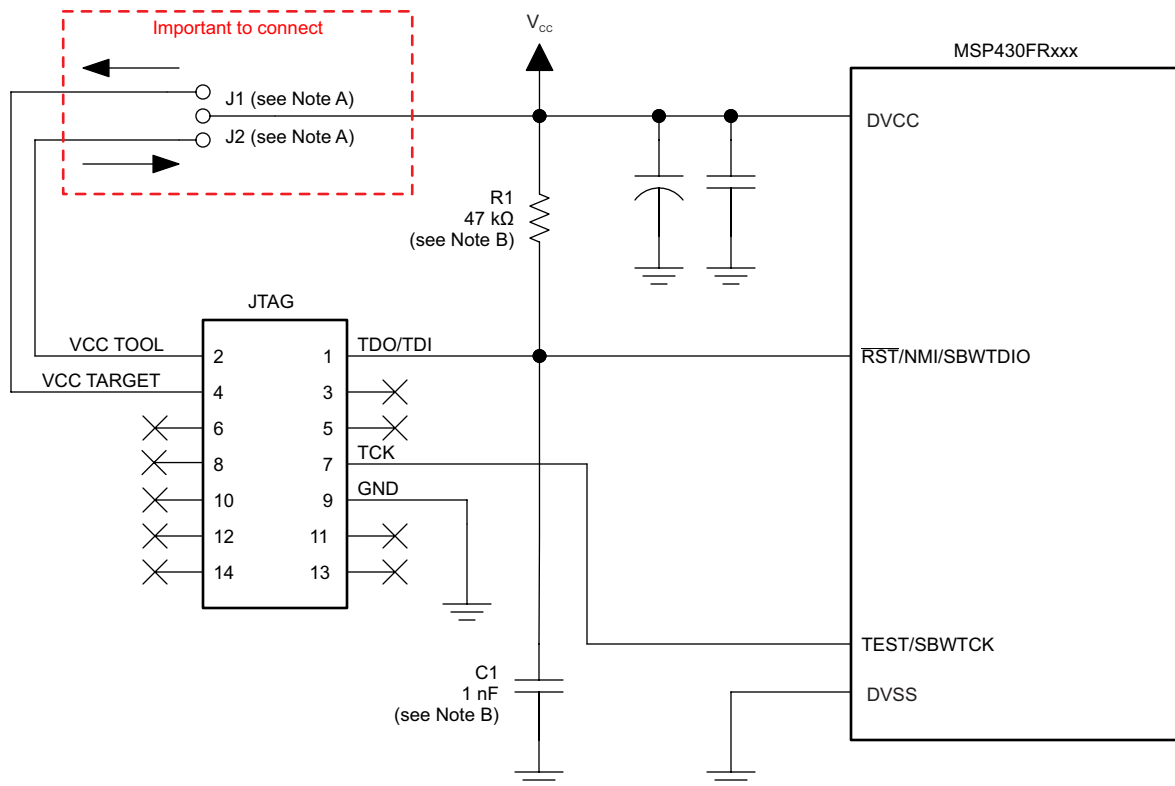 Important to connect
VCC
MSP430FRxxx
J1 (see Note A)
J2 (see Note A)
DVCC
R1
47 kΩ
(see Note B)
JTAG
VCC TOOL
2
1
TDO/TDI
RST/NMI/SBWTDIO
VCC TARGET
4
3
6
5
8
7
TCK
10
9
GND
12
11
14
13
TEST/SBWTCK
C1
1 nF
(see Note B)
DVSS